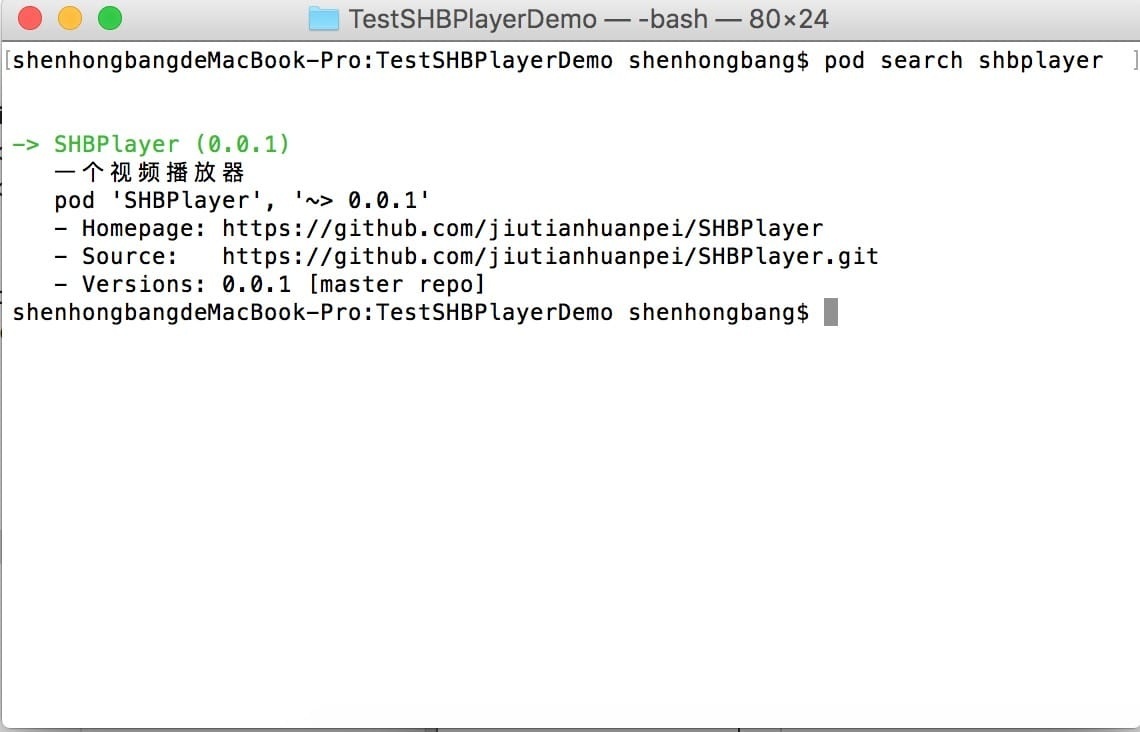 TestSHBPlayerDemo — -bash — 80×24
[shenhongbangdeMacBook-Pro:TestSHBPlayerDemo shenhongbang$ pod search shbplayer ]
-> SHBPlayer (0.0.1)
一个视频播放器
pod 'SHBPlayer', '~> 0.0.1'
- Homepage: https://github.com/jiutianhuanpei/SHBPlayer
- Source: https://github.com/jiutianhuanpei/SHBPlayer.git
- Versions: 0.0.1 [master repo]
shenhongbangdeMacBook-Pro:TestSHBPlayerDemo shenhongbang$